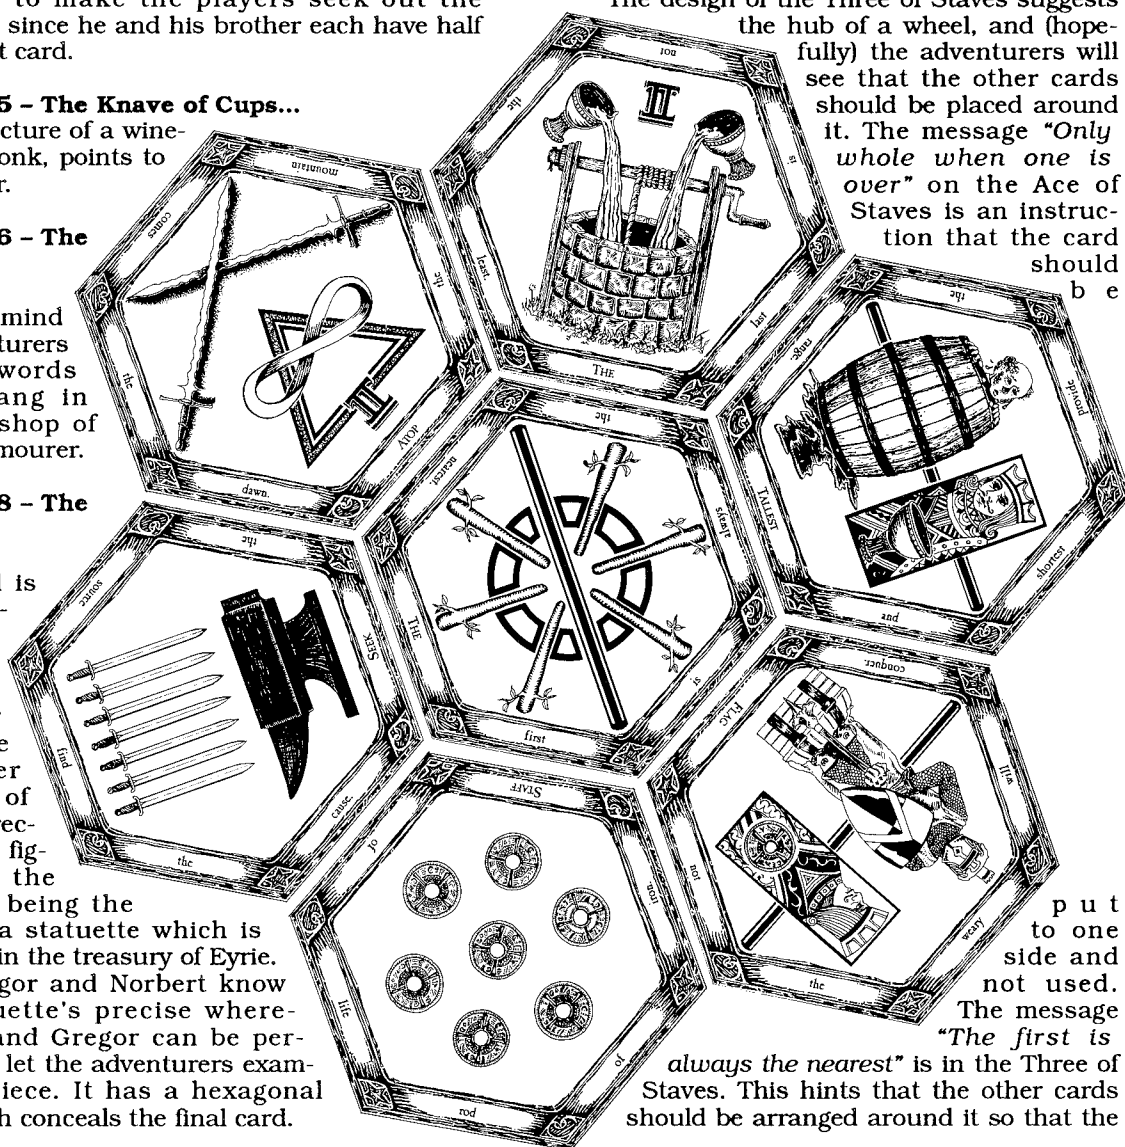 to make the players seek out the
since he and his brother each have half
t card.
5 – The Knave of Cups...
cture of a wine-
onk, points to
r.
6 – The
mind
turers
words
ang in
shop of
mourer.
8 – The
l is
-
e
er
of
rec-
fig-
the
being the
a statuette which is
in the treasury of Eyrie.
gor and Norbert know
uette's precise where-
and Gregor can be per-
let the adventurers exam-
piece. It has a hexagonal
h conceals the final card.
THE
last
is
not
the
least.
II
ATOP
the
mountain
comes
the
dawn.
I
THE
first
is
always
the
nearest.
TALLEST
and
shortest
provide
the
range
SEEK
the
source
find
the
cause.
FLAG
not
the
weary
will
conquer.
STAFF
of
life
rod
of
iron.
The design of the Three of Staves suggests
the hub of a wheel, and (hope-
fully) the adventurers will
see that the other cards
should be placed around
it. The message "Only
whole when one is
over" on the Ace of
Staves is an instruc-
tion that the card
should
be
put
to one
side and
not used.
The message
"The first is
always the nearest" is in the Three of
Staves. This hints that the other cards
should be arranged around it so that the